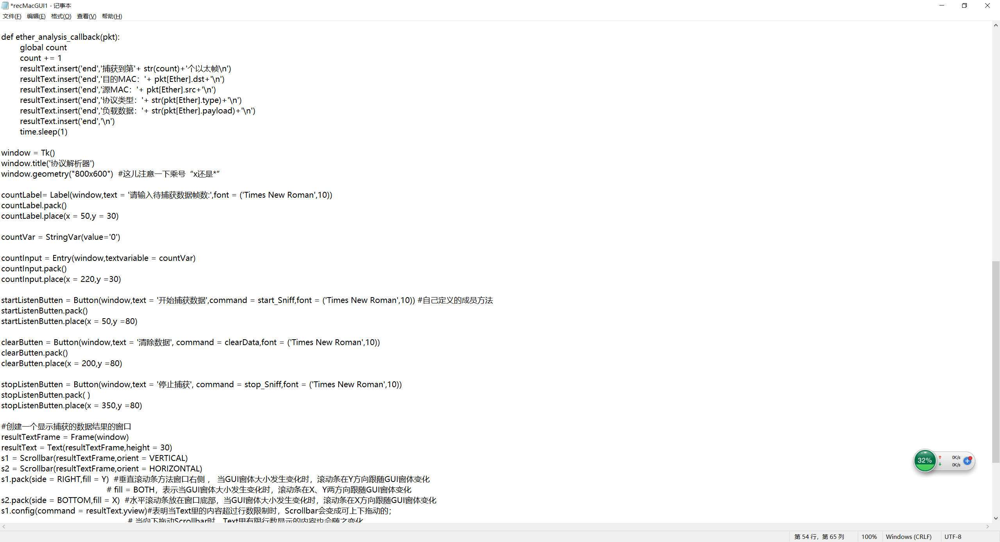 *recMacGUI1 - 记事本
文件(F) 编辑(E) 格式(O) 查看(V) 帮助(H)
def ether_analysis_callback(pkt):
global count
count += 1
resultText.insert('end','捕获到第'+ str(count)+'个以太帧\n')
resultText.insert('end','目的MAC：'+ pkt[Ether].dst+'\n')
resultText.insert('end','源MAC：'+ pkt[Ether].src+'\n')
resultText.insert('end','协议类型：'+ str(pkt[Ether].type)+'\n')
resultText.insert('end','负载数据：'+ str(pkt[Ether].payload)+'\n')
resultText.insert('end','\n')
time.sleep(1)
window = Tk()
window.title('协议解析器')
window.geometry("800x600")  #这儿注意一下乘号“x还是*”
countLabel= Label(window,text = '请输入待捕获数据帧数:',font = ('Times New Roman',10))
countLabel.pack()
countLabel.place(x = 50,y = 30)
countVar = StringVar(value='0')
countInput = Entry(window,textvariable = countVar)
countInput.pack()
countInput.place(x = 220,y =30)
startListenButten = Button(window,text = '开始捕获数据',command = start_Sniff,font = ('Times New Roman',10)) #自己定义的成员方法
startListenButten.pack()
startListenButten.place(x = 50,y =80)
clearButten = Button(window,text = '清除数据', command = clearData,font = ('Times New Roman',10))
clearButten.pack()
clearButten.place(x = 200,y =80)
stopListenButten = Button(window,text = '停止捕获', command = stop_Sniff,font = ('Times New Roman',10))
stopListenButten.pack( )
stopListenButten.place(x = 350,y =80)
#创建一个显示捕获的数据结果的窗口
resultTextFrame = Frame(window)
resultText = Text(resultTextFrame,height = 30)
s1 = Scrollbar(resultTextFrame,orient = VERTICAL)
s2 = Scrollbar(resultTextFrame,orient = HORIZONTAL)
s1.pack(side = RIGHT,fill = Y)  #垂直滚动条方法窗口右侧 ， 当GUI窗体大小发生变化时，滚动条在Y方向跟随GUI窗体变化
# fill = BOTH，表示当GUI窗体大小发生变化时，滚动条在X、Y两方向跟随GUI窗体变化
s2.pack(side = BOTTOM,fill = X)  #水平滚动条放在窗口底部，当GUI窗体大小发生变化时，滚动条在X方向跟随GUI窗体变化
s1.config(command = resultText.yview)#表明当Text里的内容超过行数限制时，Scrollbar会变成可上下拖动的；
# 当向下拖动Scrollbar时，Text里有限行数显示的内容也会随之变化
32%
0K/s
0K/s
第 54 行，第 65 列 100% Windows (CRLF) UTF-8